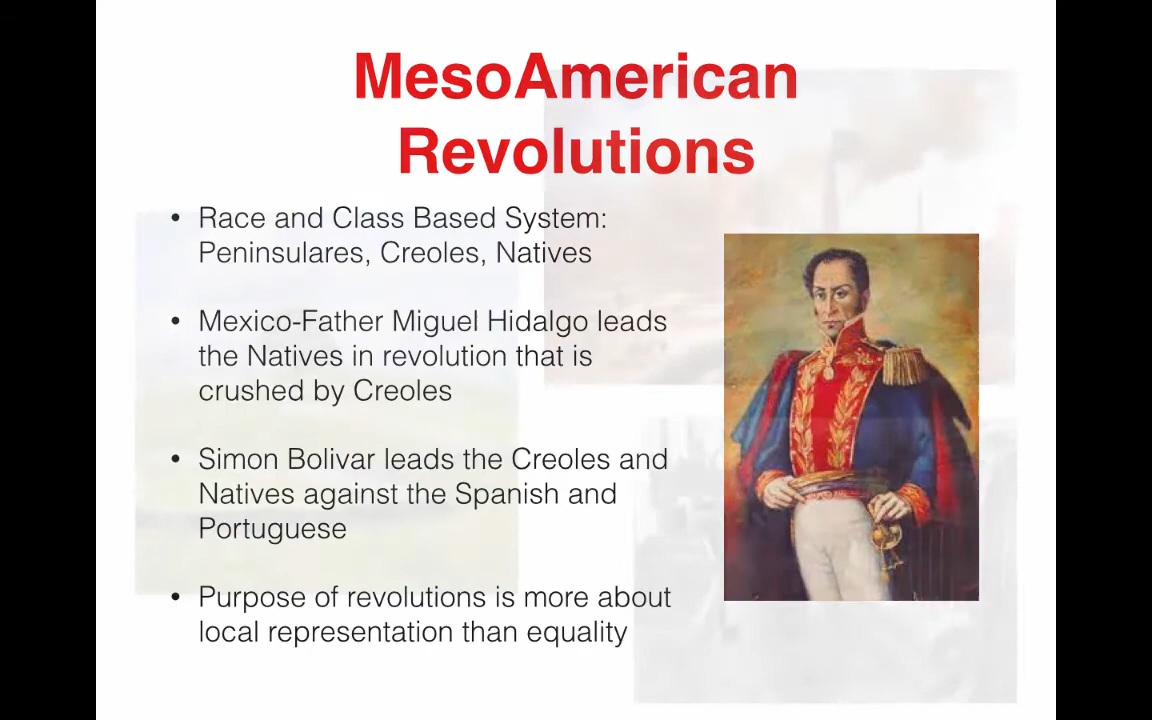 MesoAmerican
Revolutions
• Race and Class Based System:
Peninsulares, Creoles, Natives
• Mexico-Father Miguel Hidalgo leads
the Natives in revolution that is
crushed by Creoles
• Simon Bolivar leads the Creoles and
Natives against the Spanish and
Portuguese
• Purpose of revolutions is more about
local representation than equality